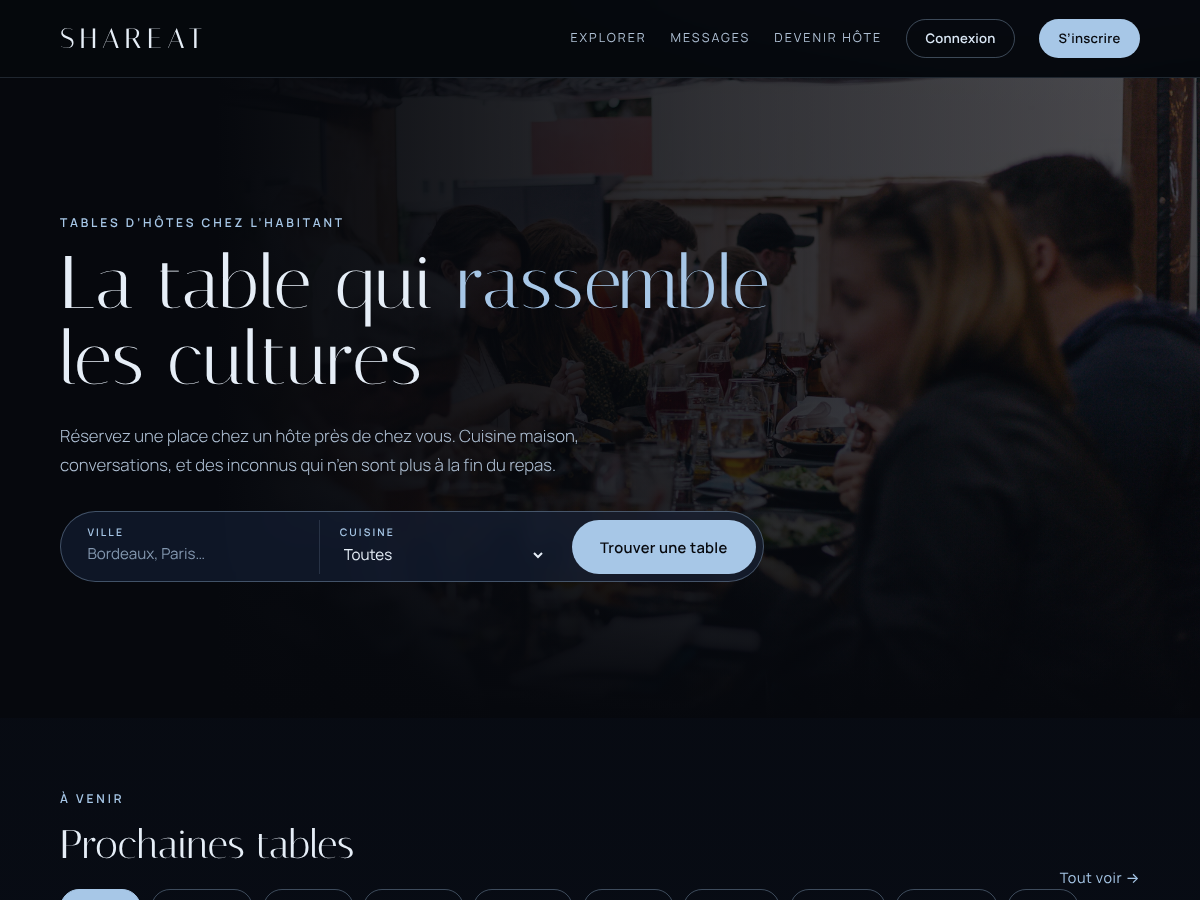 SHAREAT
EXPLORER
MESSAGES
DEVENIR HÔTE
Connexion
S'inscrire
TABLES D'HÔTES CHEZ L'HABITANT
La table qui rassemble
les cultures
Réservez une place chez un hôte près de chez vous. Cuisine maison,
conversations, et des inconnus qui n'en sont plus à la fin du repas.
VILLE
Bordeaux, Paris…
CUISINE
Toutes
Trouver une table
À VENIR
Prochaines tables
Tout voir →